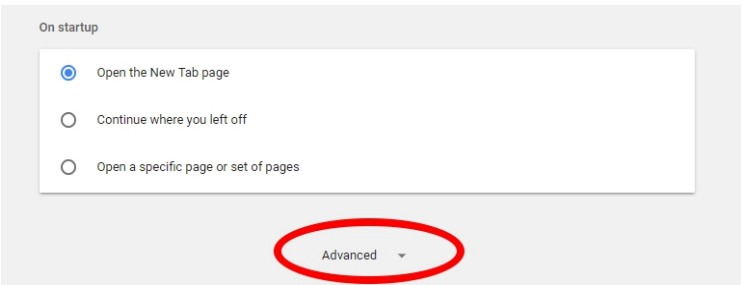 On startup
Open the New Tab page
Continue where you left off
Open a specific page or set of pages
Advanced